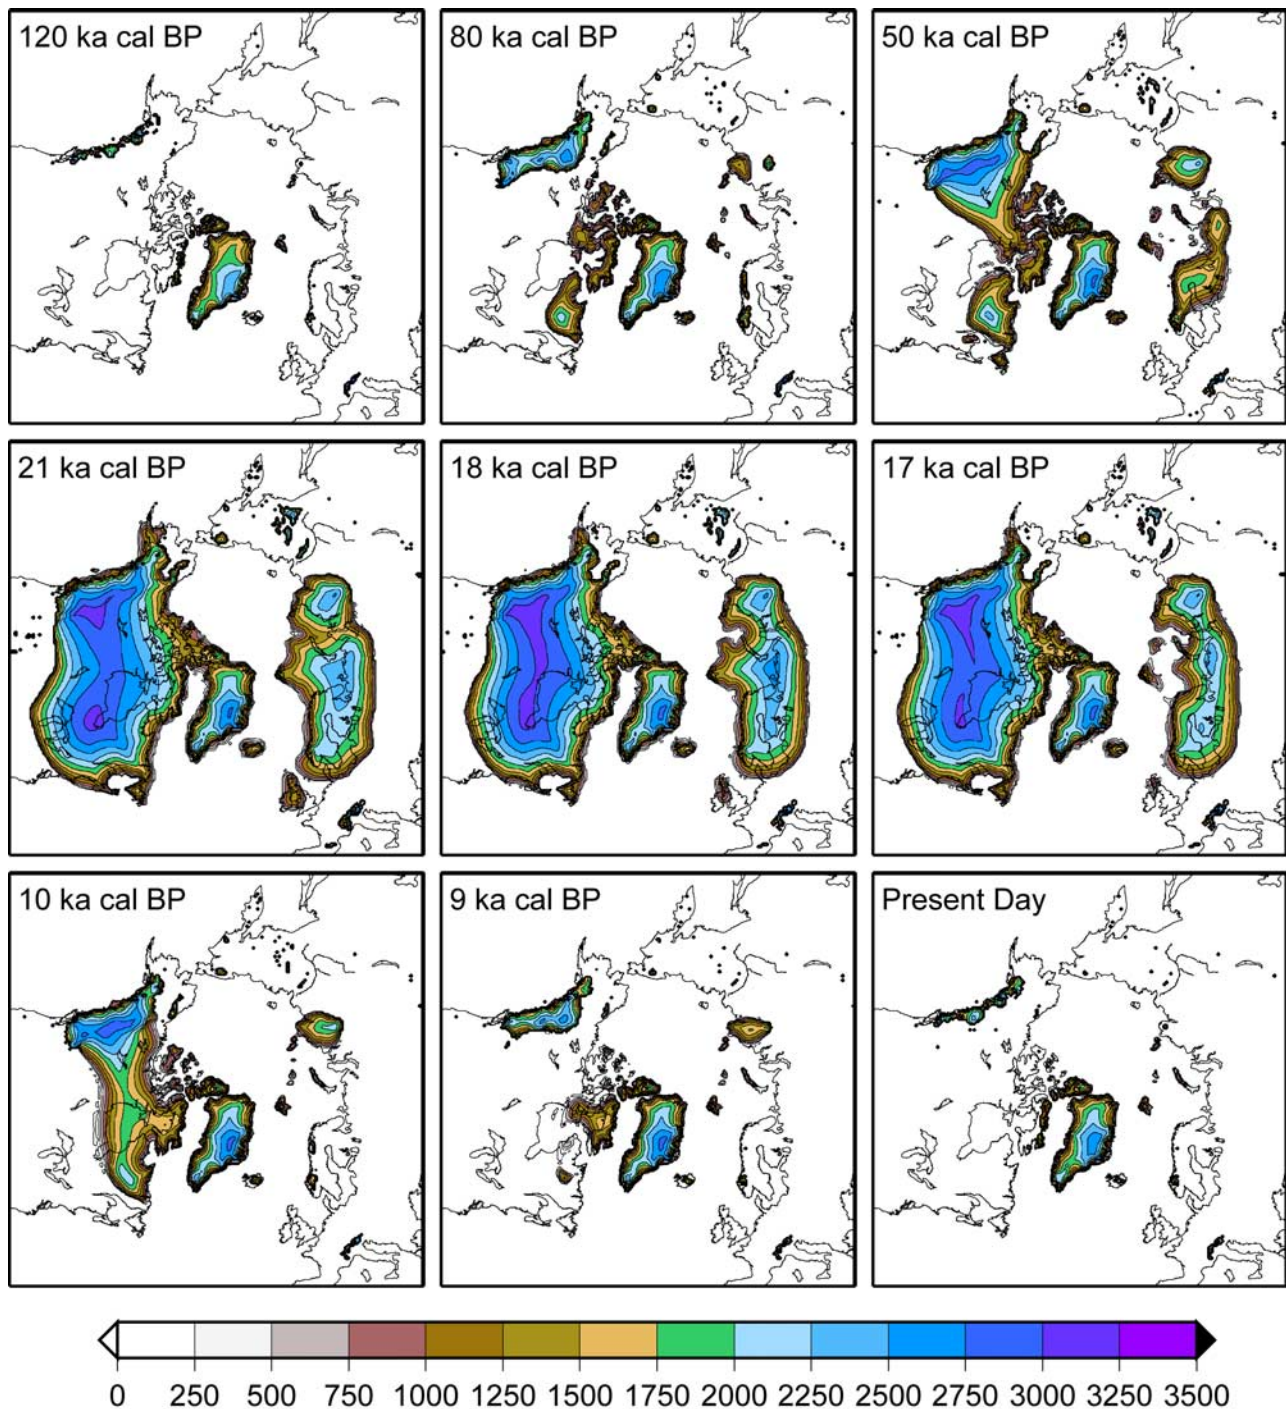 120 ka cal BP
80 ka cal BP
50 ka cal BP
21 ka cal BP
18 ka cal BP
17 ka cal BP
10 ka cal BP
9 ka cal BP
Present Day
0 250 500 750 1000 1250 1500 1750 2000 2250 2500 2750 3000 3250 3500